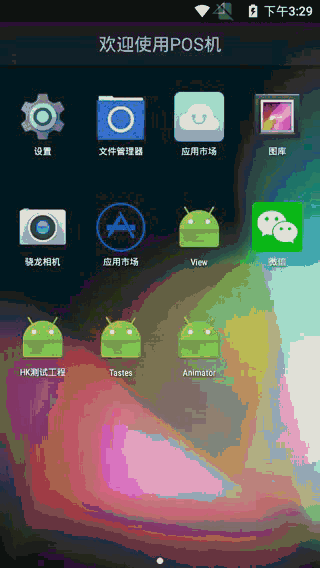 下午3:29
欢迎使用POS机
设置
文件管理器
应用市场
图库
骁龙相机
应用市场
View
微信
HK测试工程
Tastes
Animator